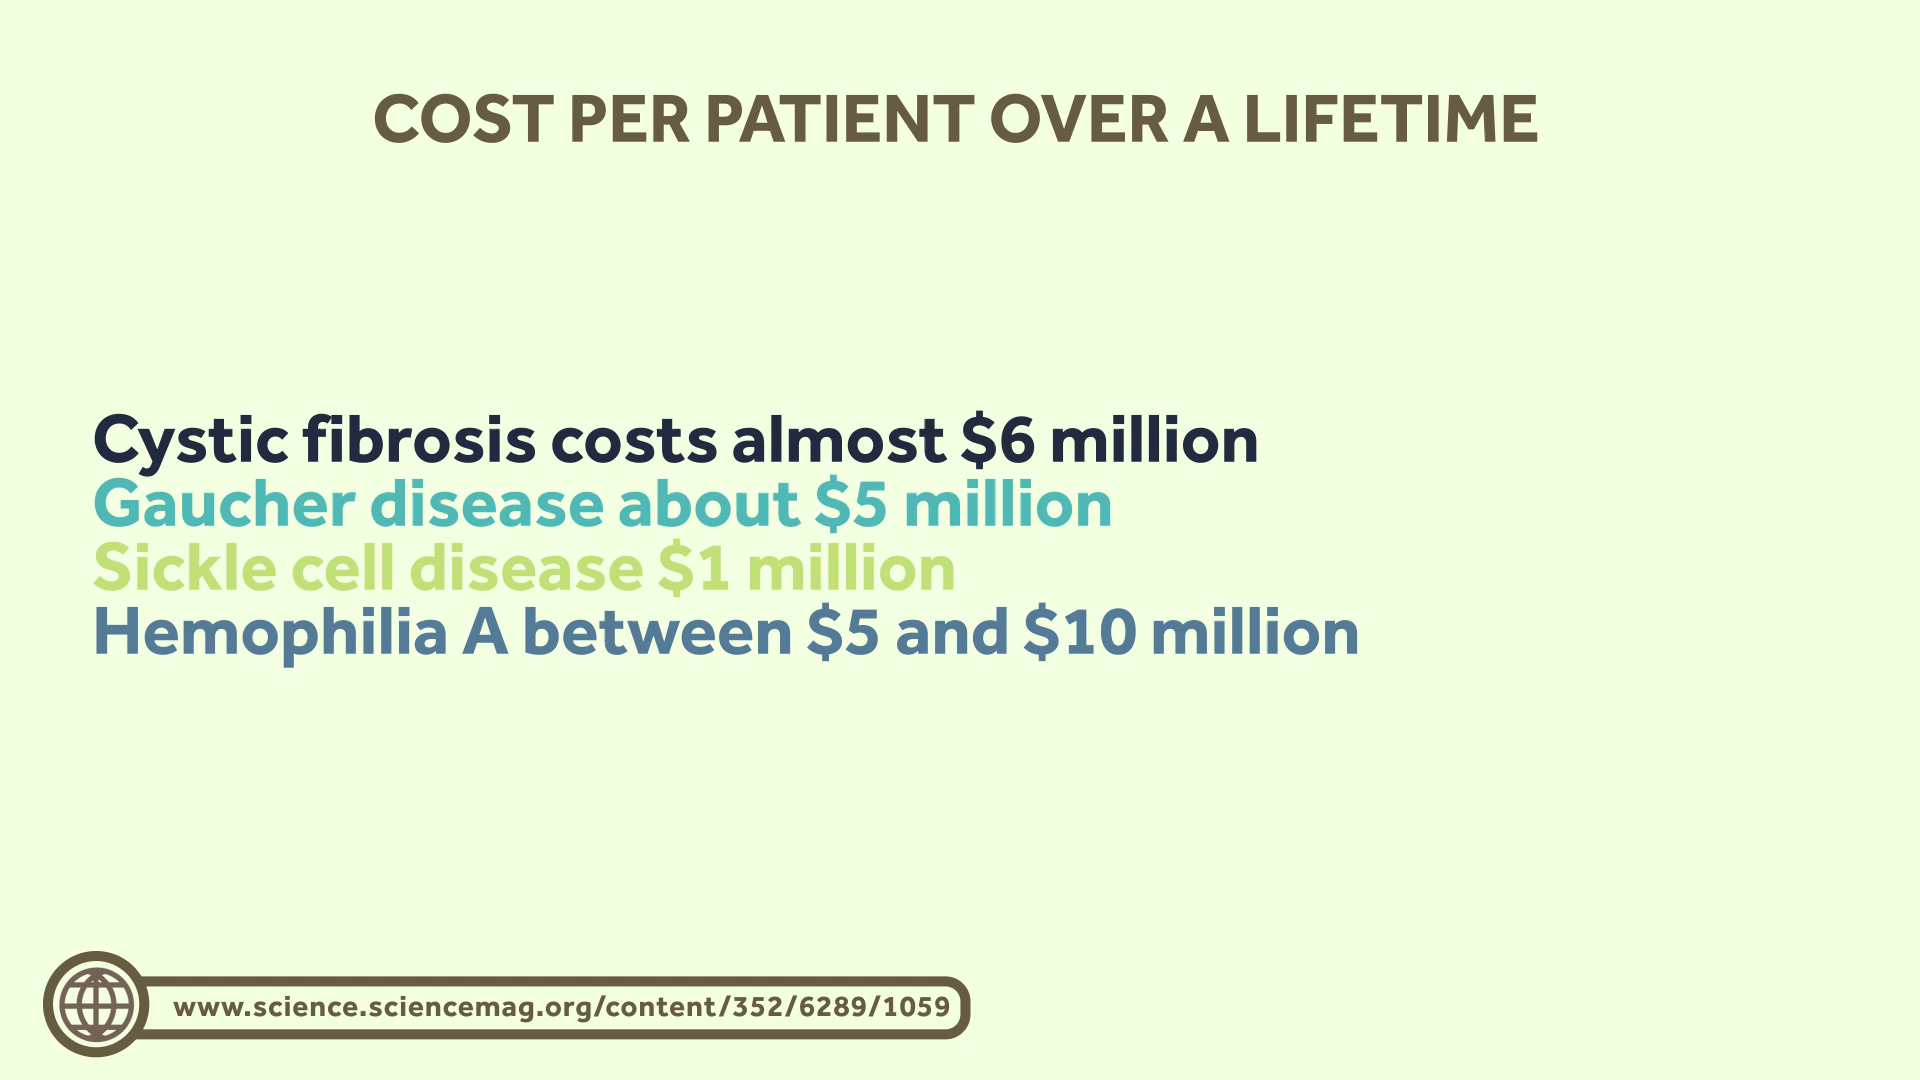 COST PER PATIENT OVER A LIFETIME
Cystic fibrosis costs almost $6 million
Gaucher disease about $5 million
Sickle cell disease $1 million
Hemophilia A between $5 and $10 million
www.science.sciencemag.org/content/352/6289/1059